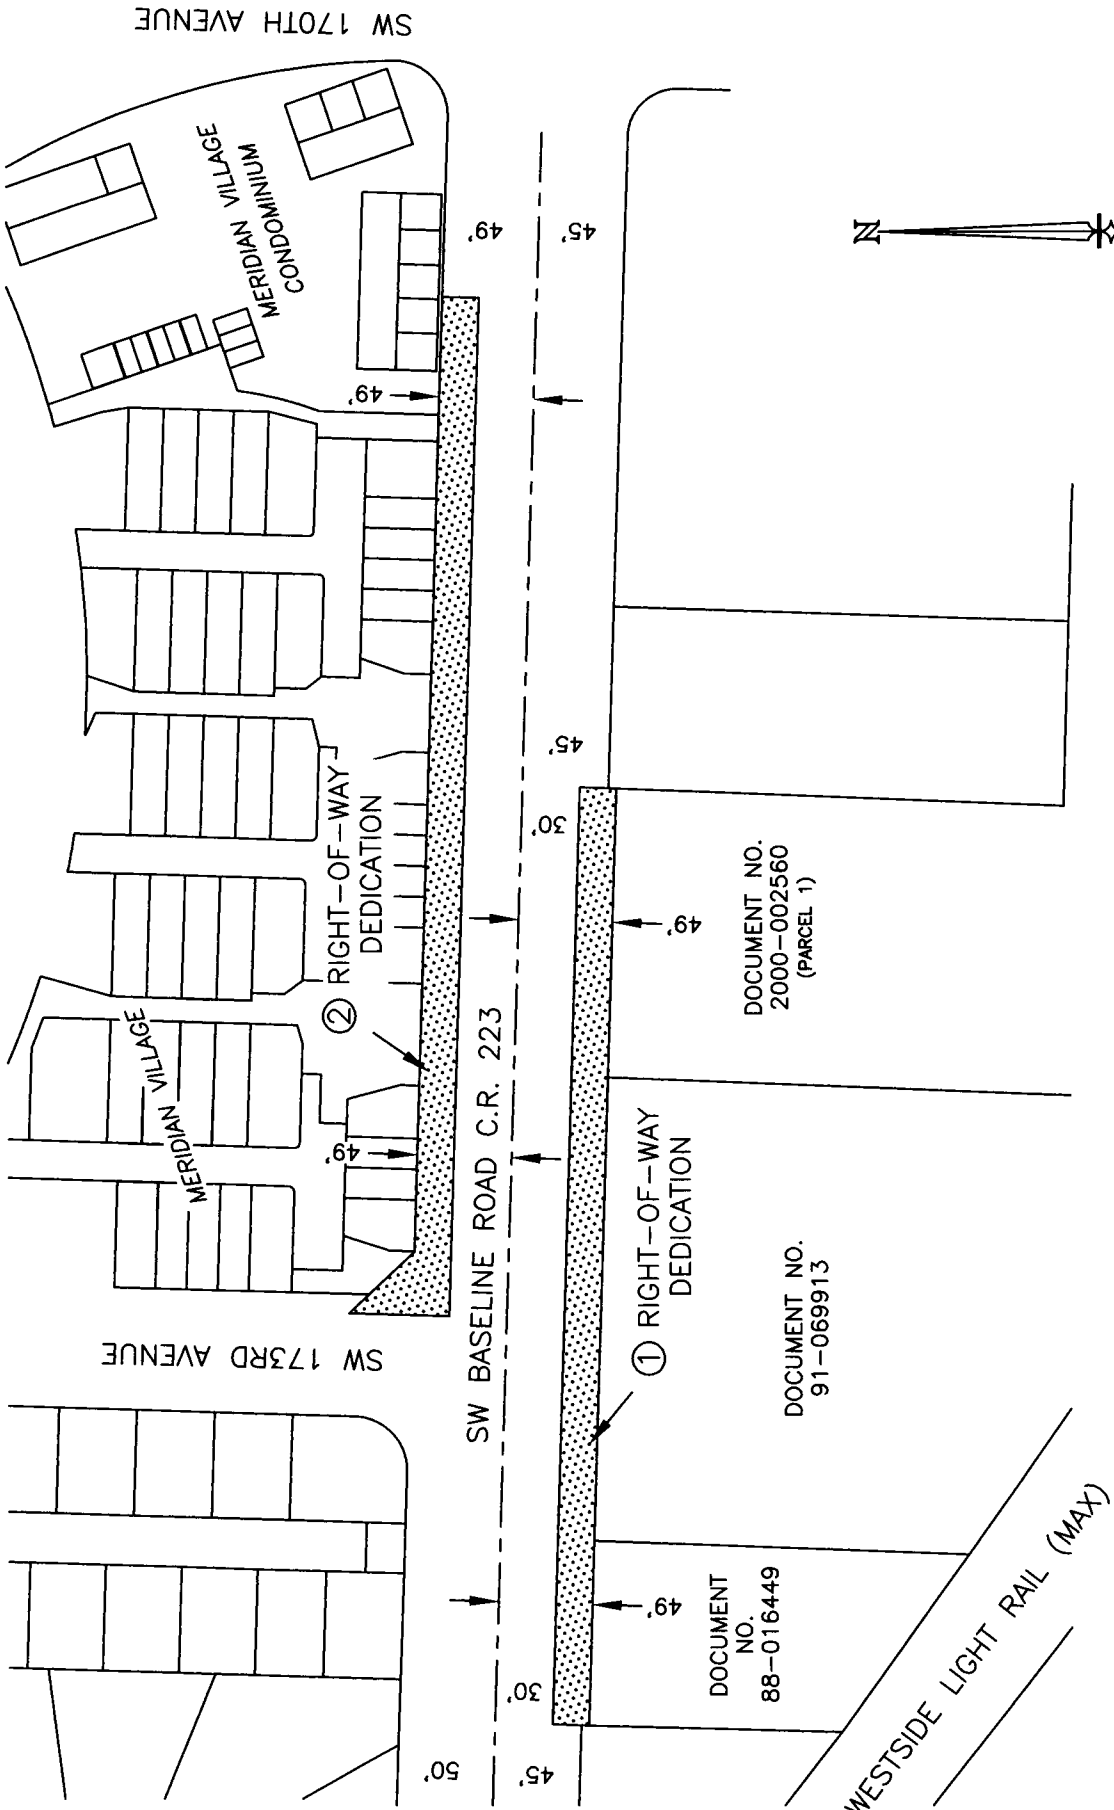 SW 170TH AVENUE
MERIDIAN VILLAGE
CONDOMINIUM
49'
45'
49'
N
② RIGHT-OF-WAY
DEDICATION
45'
30'
MERIDIAN VILLAGE
49'
49'
DOCUMENT NO.
2000-002560
(PARCEL 1)
SW BASELINE ROAD C.R. 223
① RIGHT-OF-WAY
DEDICATION
DOCUMENT NO.
91-069913
SW 173RD AVENUE
49'
DOCUMENT
NO.
88-016449
30'
50'
45'
WESTSIDE LIGHT RAIL (MAX)